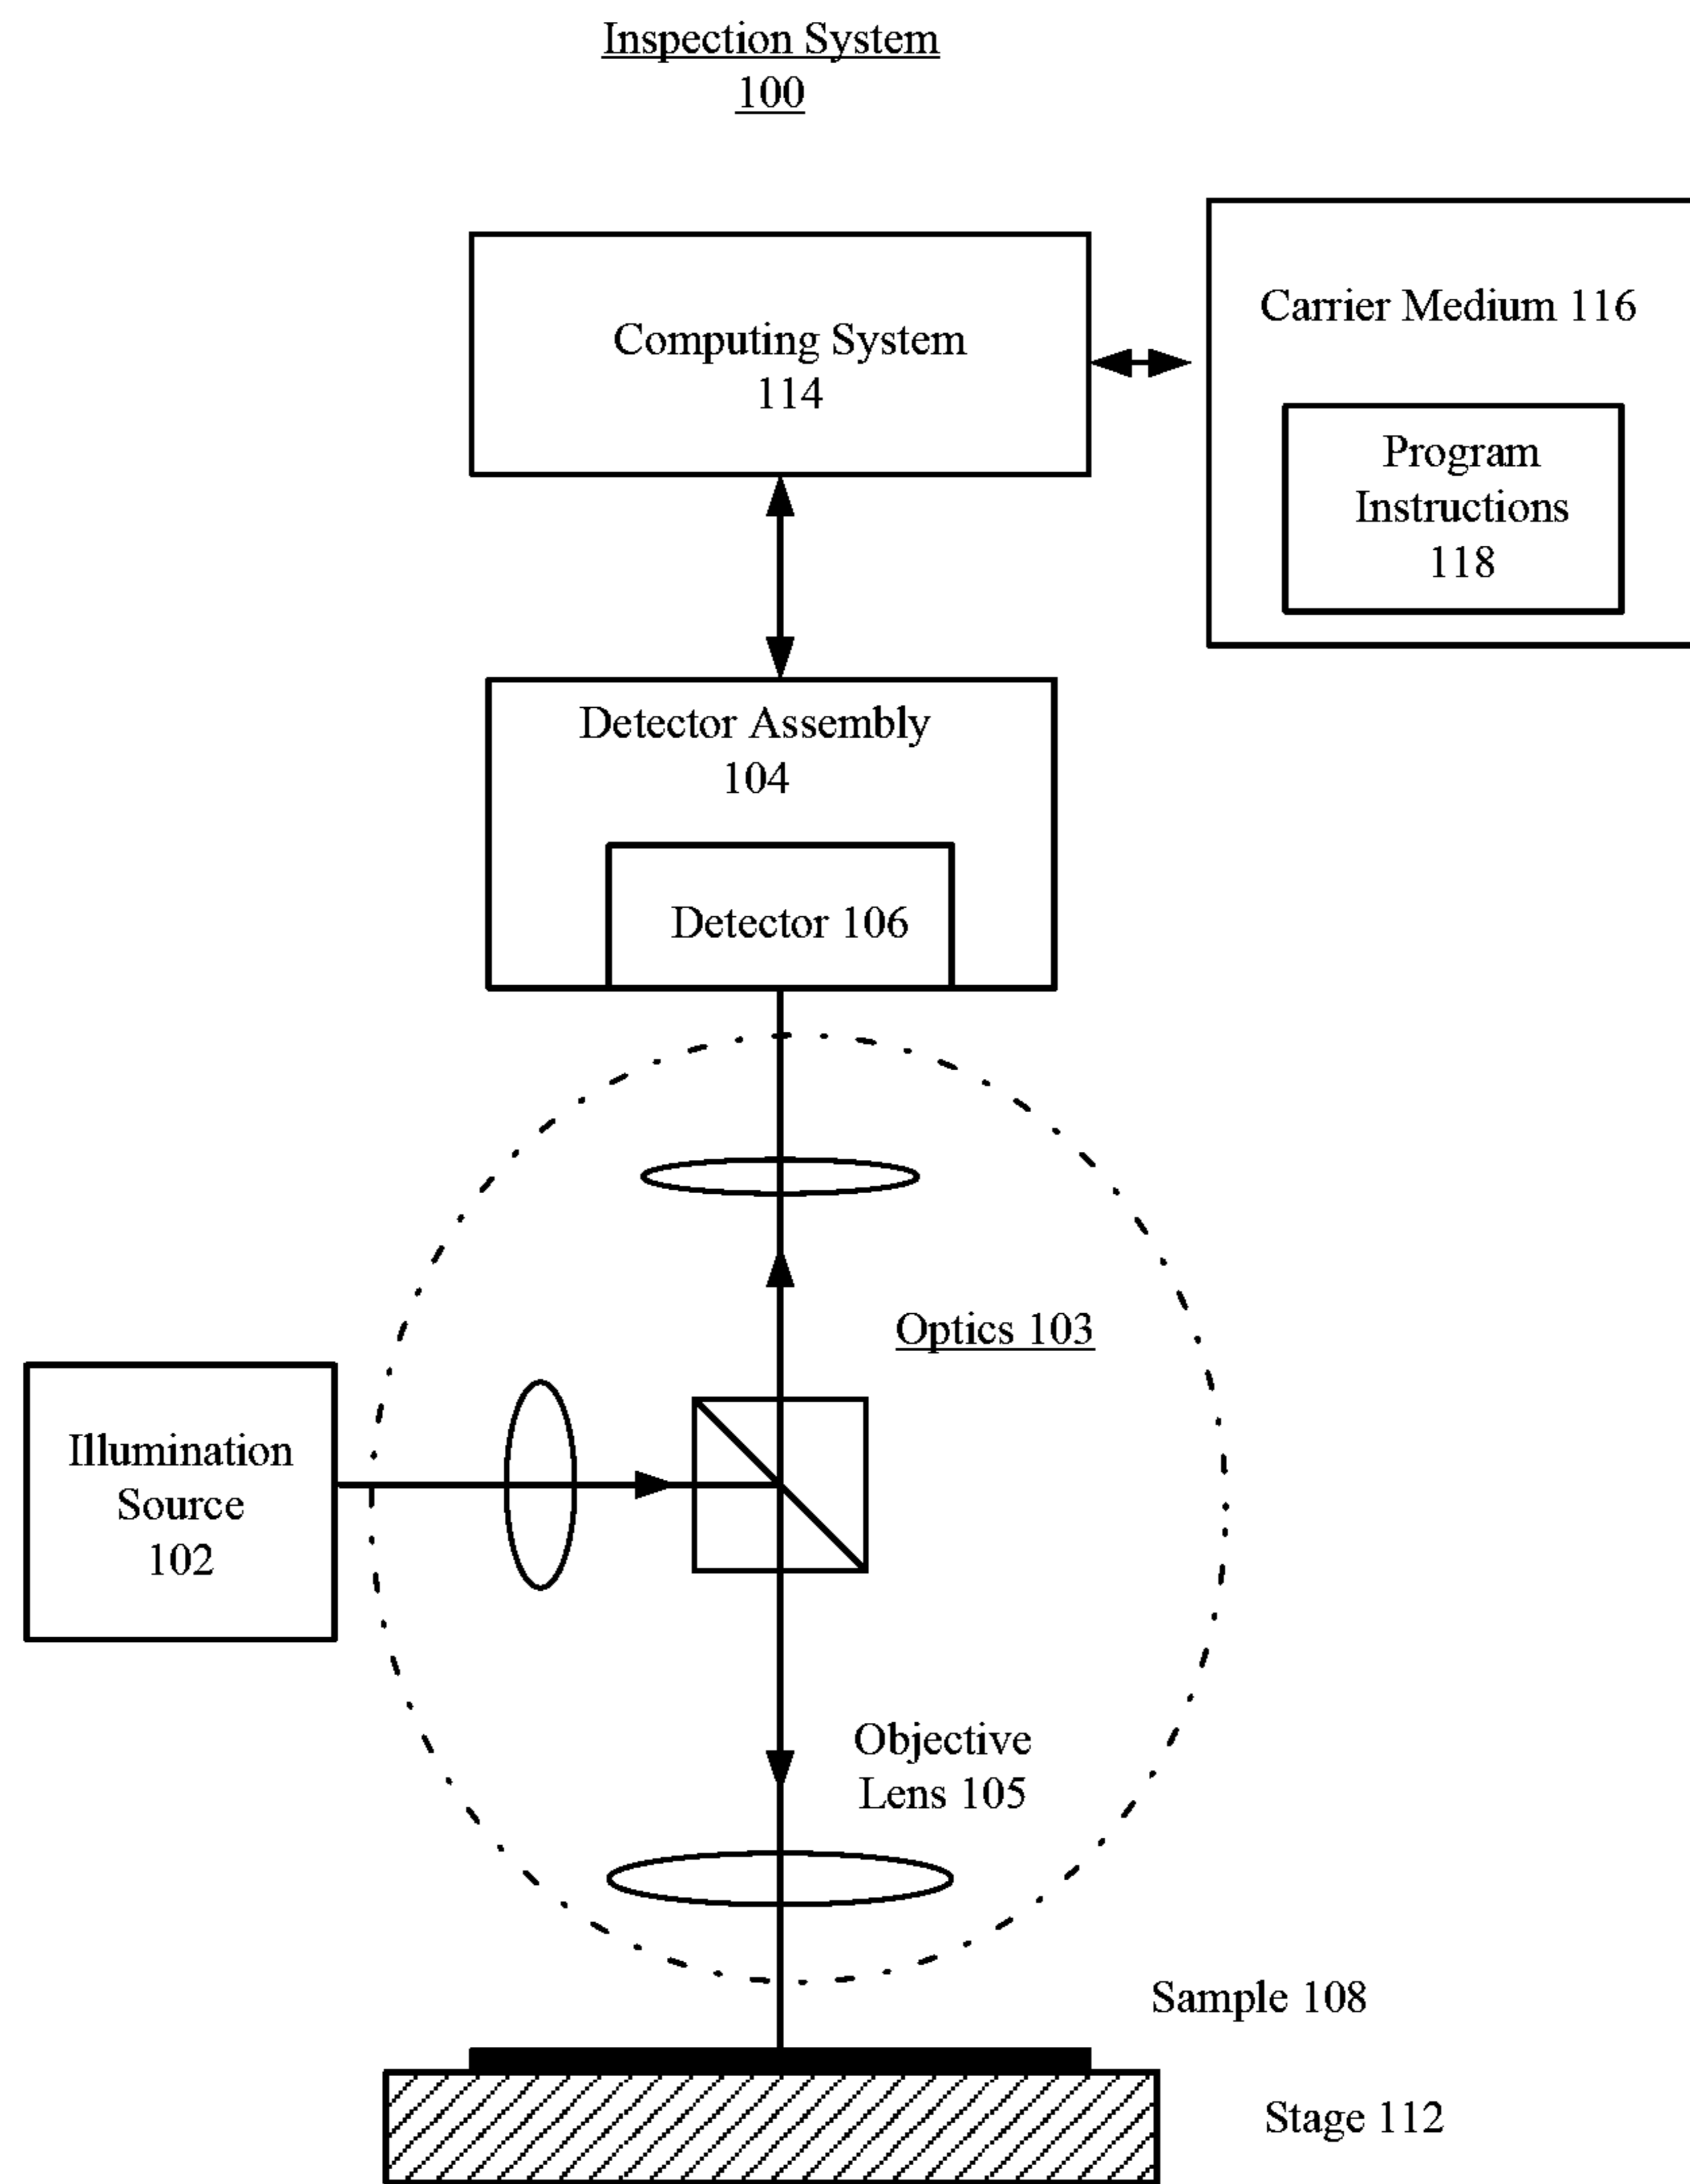 Inspection System
100
Computing System
114
Carrier Medium 116
Program
Instructions
118
Detector Assembly
104
Detector 106
Optics 103
Illumination
Source
102
Objective
Lens 105
Sample 108
Stage 112